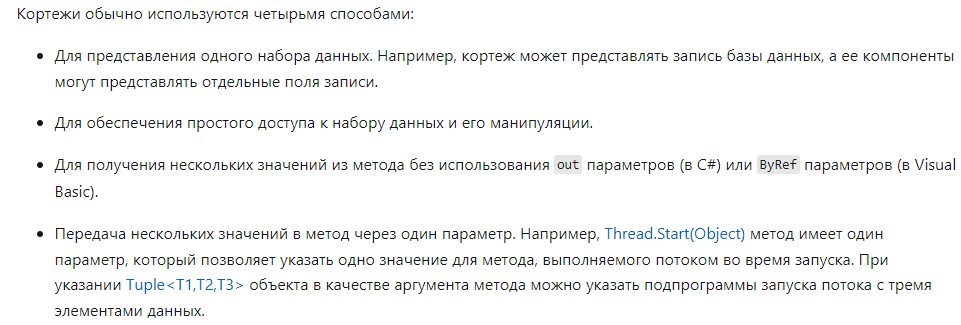 Кортежи обычно используются четырьмя способами:
• Для представления одного набора данных. Например, кортеж может представлять запись базы данных, а ее компоненты
могут представлять отдельные поля записи.
• Для обеспечения простого доступа к набору данных и его манипуляции.
• Для получения нескольких значений из метода без использования out параметров (в C#) или ByRef параметров (в Visual
Basic).
• Передача нескольких значений в метод через один параметр. Например, Thread.Start(Object) метод имеет один
параметр, который позволяет указать одно значение для метода, выполняемого потоком во время запуска. При
указании Tuple<T1,T2,T3> объекта в качестве аргумента метода можно указать подпрограммы запуска потока с тремя
элементами данных.